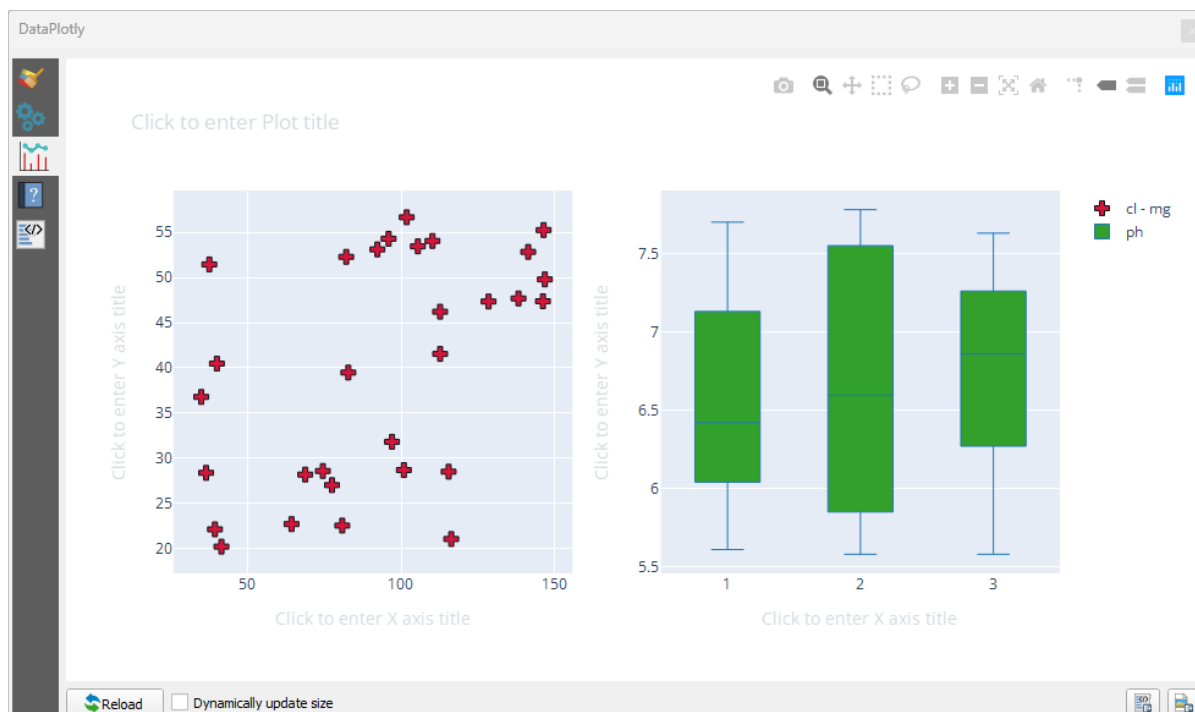 DataPlotly
Click to enter Plot title
55
50
45
40
35
30
25
20
Click to enter Y axis title
50
100
150
Click to enter X axis title
7.5
7
6.5
6
5.5
Click to enter Y axis title
1
2
3
Click to enter X axis title
cl - mg
ph
Reload
Dynamically update size